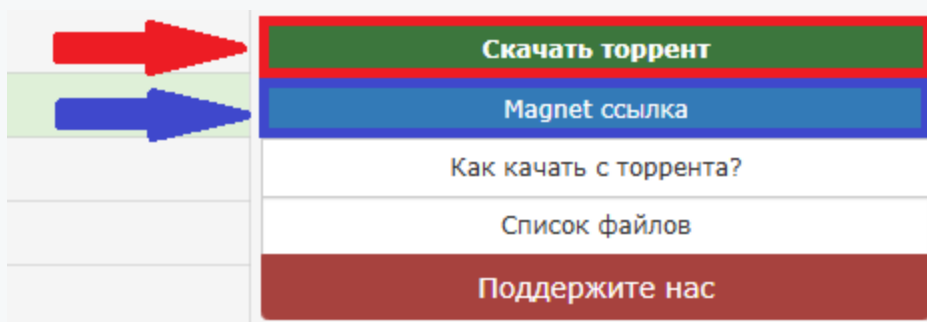 Скачать торрент
Magnet ссылка
Как качать с торрента?
Список файлов
Поддержите нас